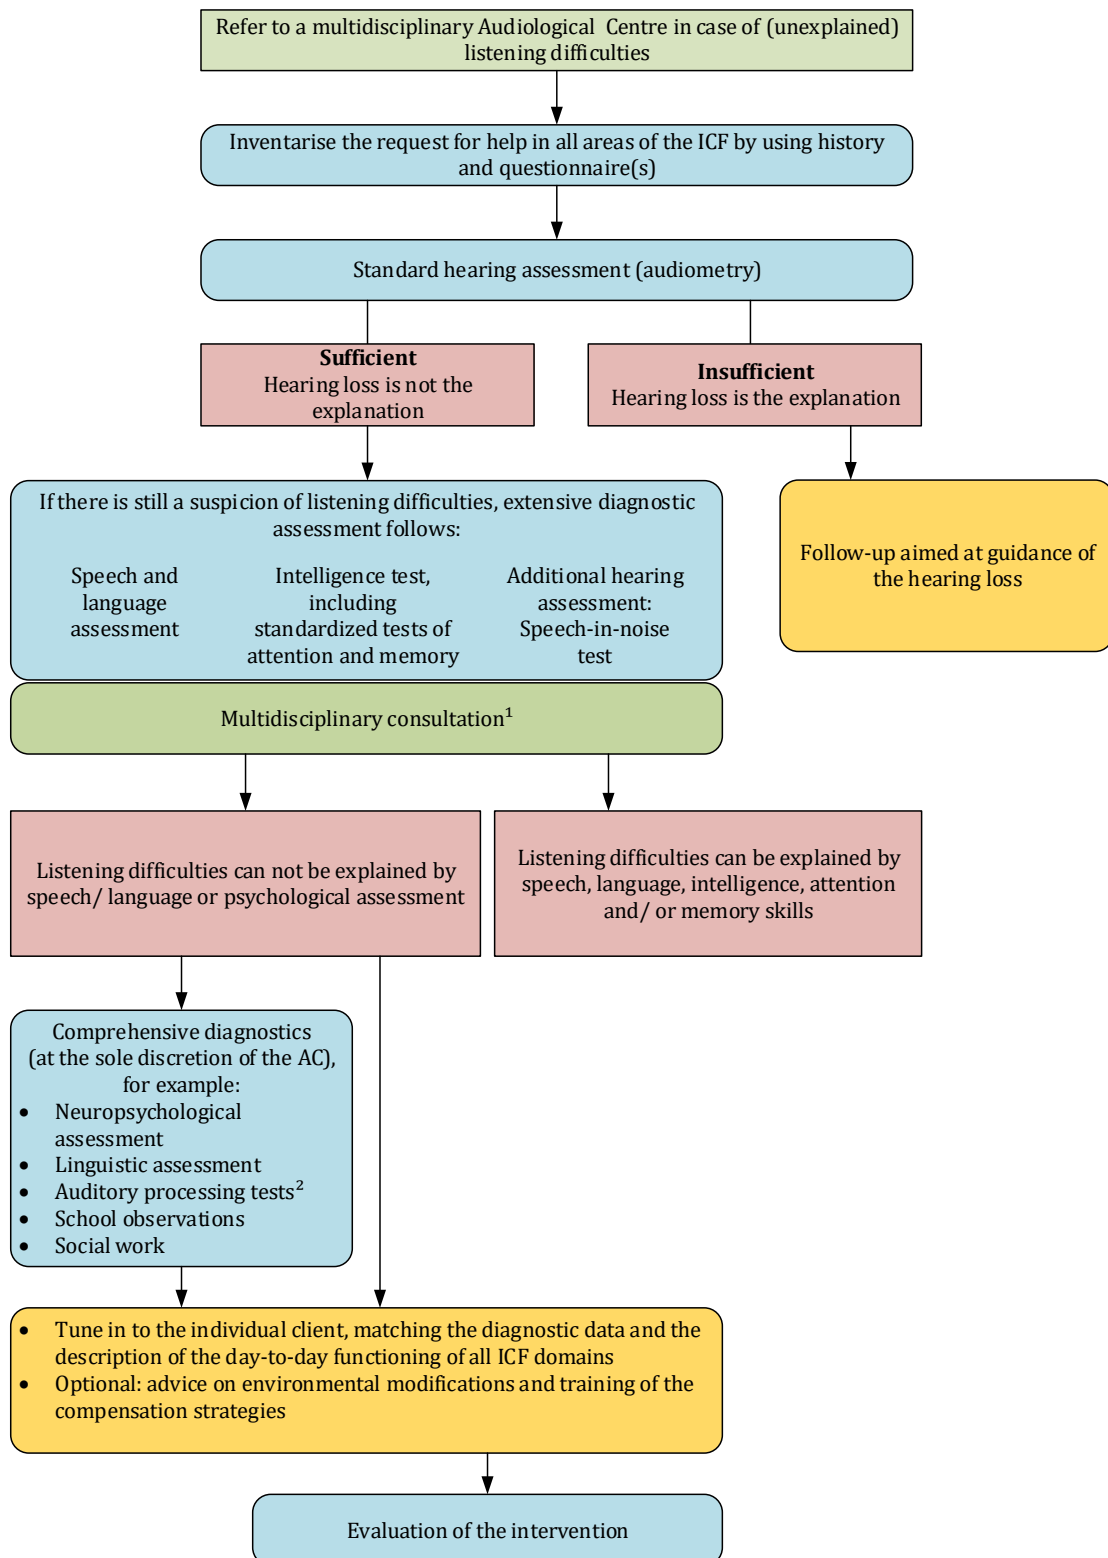 Refer to a multidisciplinary Audiological Centre in case of (unexplained)
listening difficulties
Inventarise the request for help in all areas of the ICF by using history
and questionnaire(s)
Standard hearing assessment (audiometry)
Sufficient
Hearing loss is not the
explanation
Insufficient
Hearing loss is the explanation
If there is still a suspicion of listening difficulties, extensive diagnostic
assessment follows:
Speech and
language
assessment
Intelligence test,
including
standardized tests of
attention and memory
Additional hearing
assessment:
Speech-in-noise
test
Follow-up aimed at guidance of
the hearing loss
Multidisciplinary consultation¹
Listening difficulties can not be explained by
speech/ language or psychological assessment
Listening difficulties can be explained by
speech, language, intelligence, attention
and/ or memory skills
Comprehensive diagnostics
(at the sole discretion of the AC),
for example:
• Neuropsychological
assessment
• Linguistic assessment
• Auditory processing tests²
• School observations
• Social work
• Tune in to the individual client, matching the diagnostic data and the
description of the day-to-day functioning of all ICF domains
• Optional: advice on environmental modifications and training of the
compensation strategies
Evaluation of the intervention